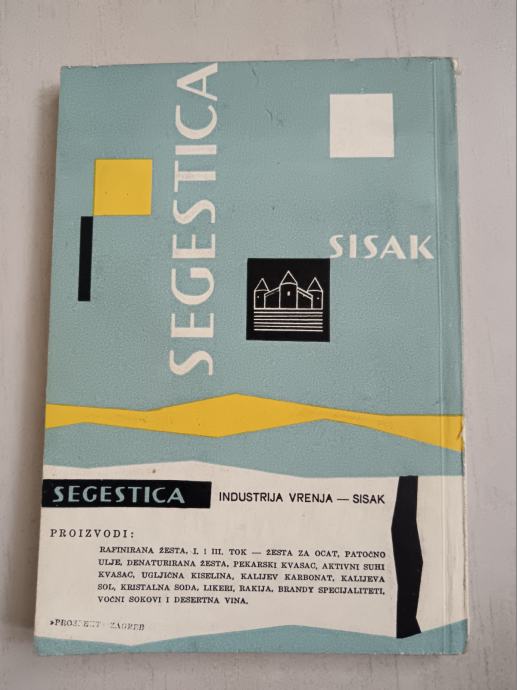 SEGESTICA
SISAK
SEGESTICA INDUSTRIJA VRENJA — SISAK
PROIZVODI:
RAFINIRANA ŽESTA, I. I III. TOK — ŽESTA ZA OCAT, PATOČNO
ULJE, DENATURIRANA ŽESTA, PEKARSKI KVASAC, AKTIVNI SUHI
KVASAC, UGLJIČNA KISELINA, KALIJEV KARBONAT, KALIJEVA
SOL, KRISTALNA SODA, LIKERI, RAKIJA, BRANDY SPECIJALITETI,
VOĆNI SOKOVI I DESERTNA VINA.
ZAGREB